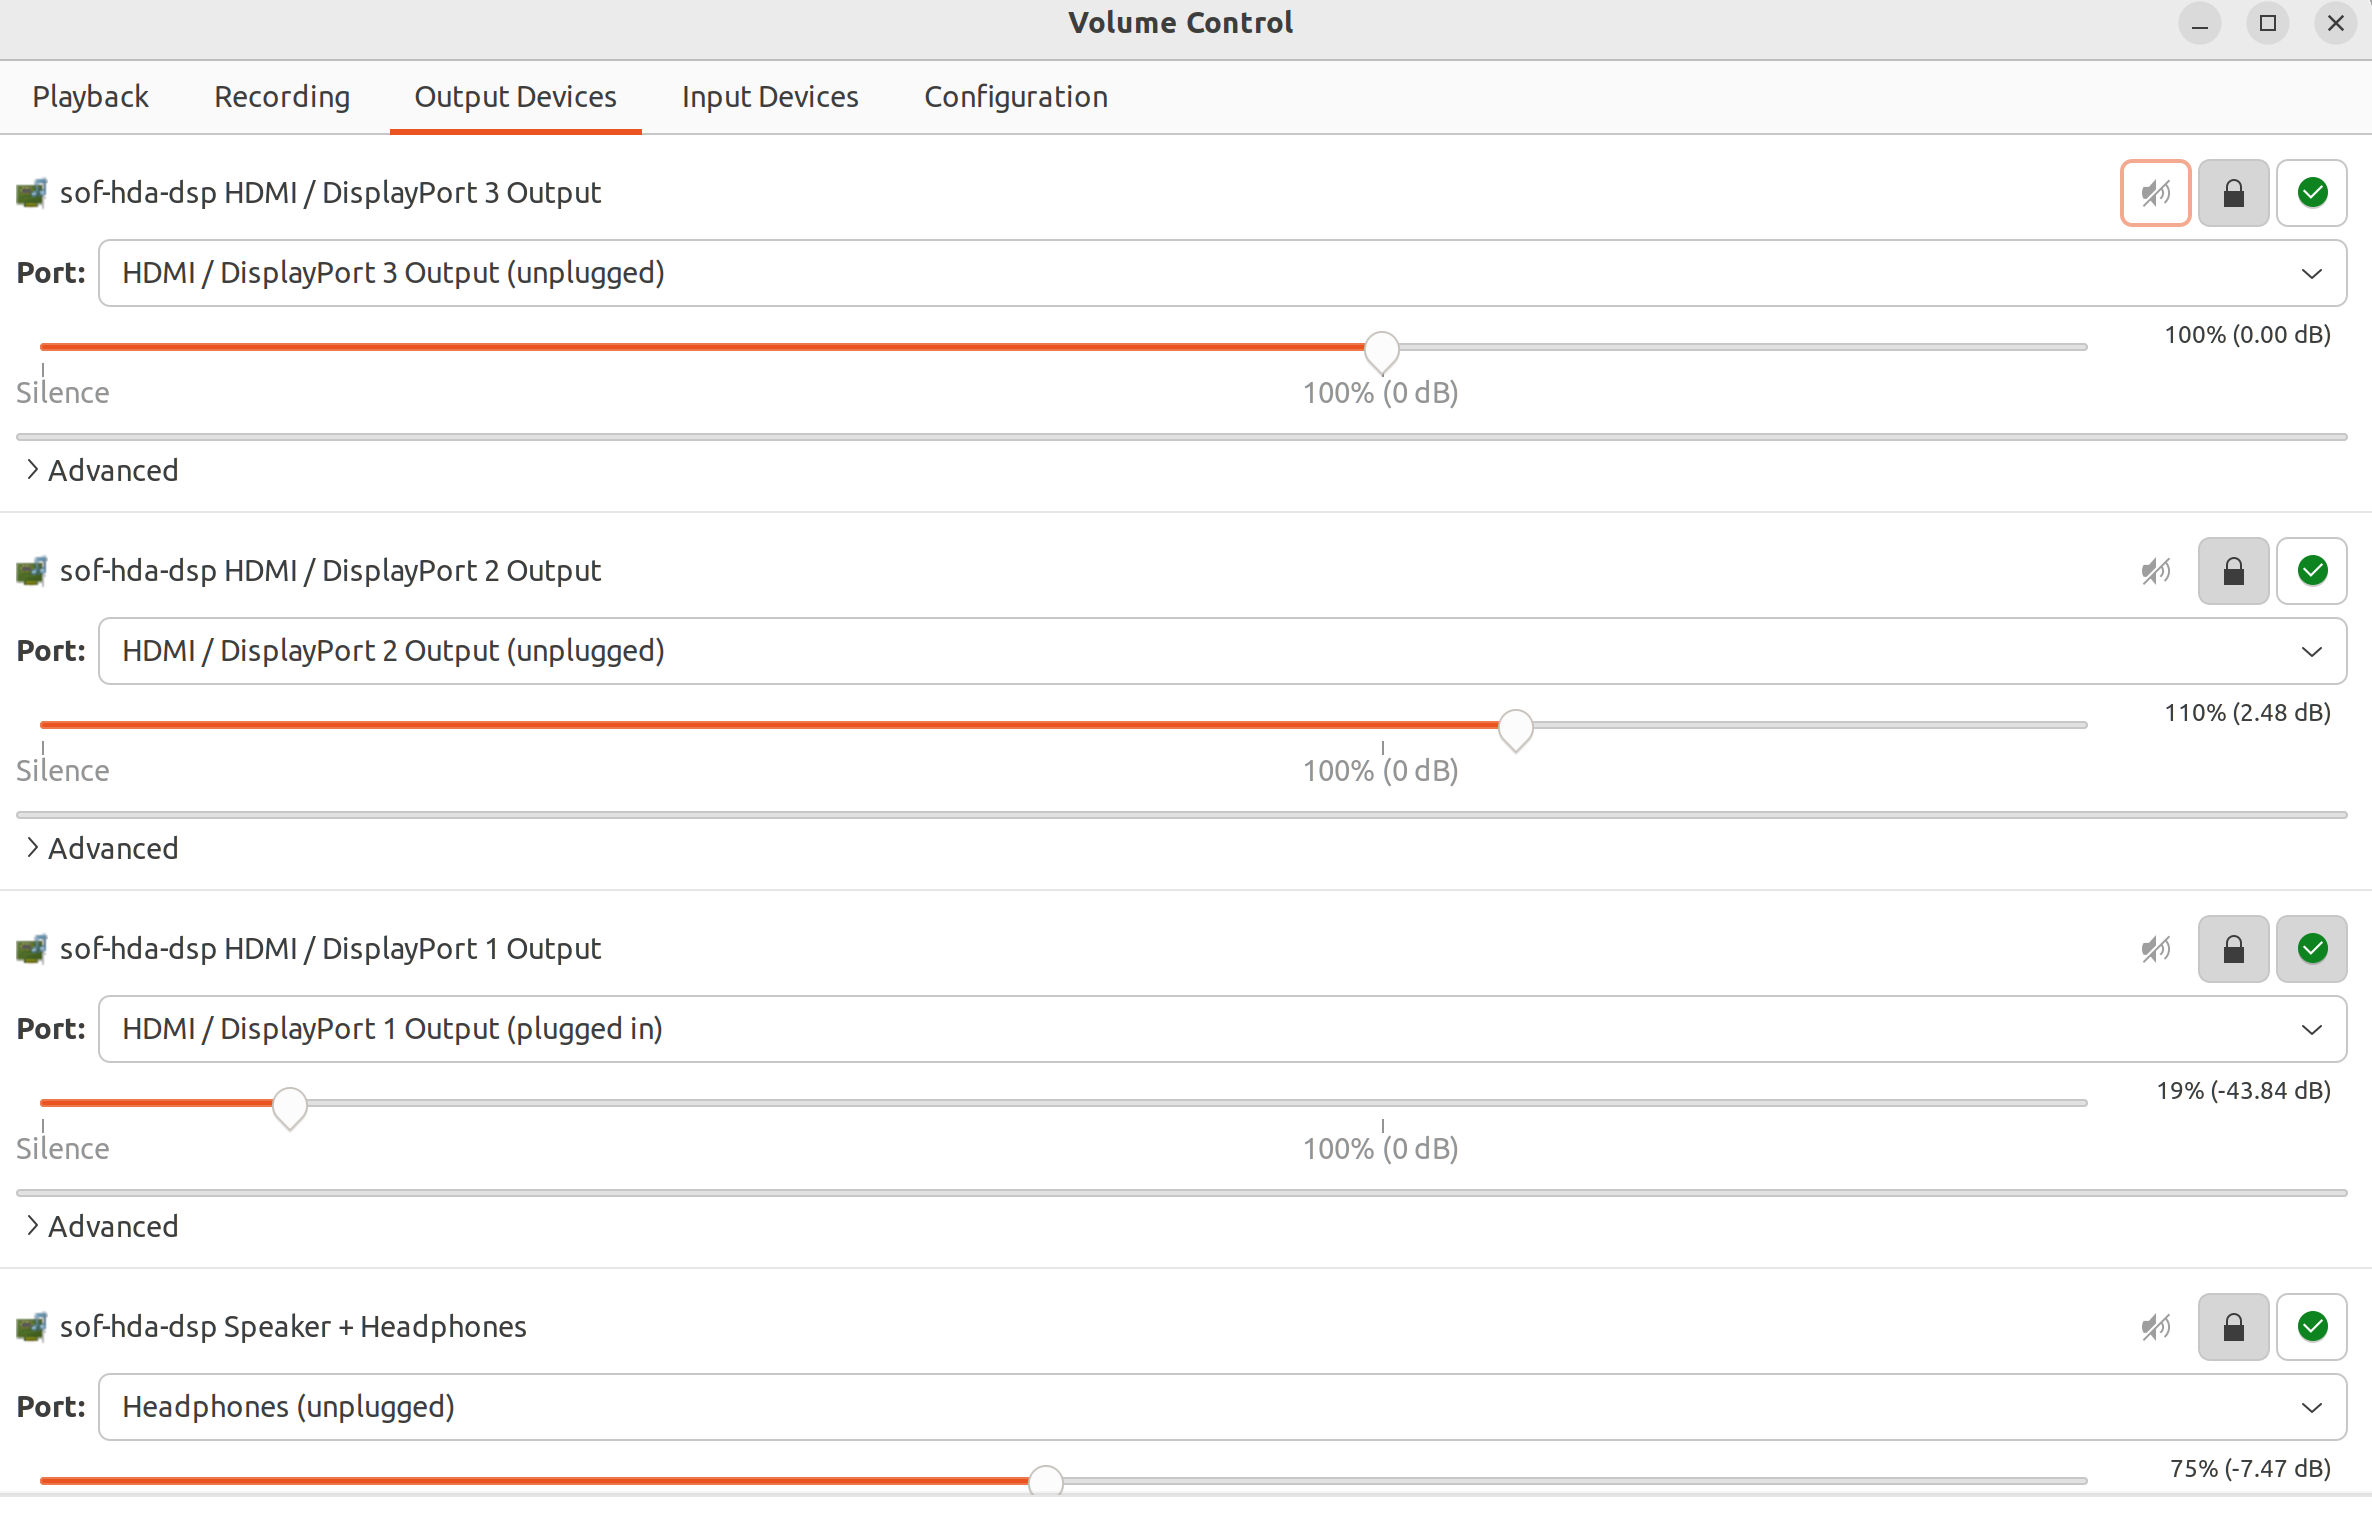 Volume Control
Playback Recording Output Devices Input Devices Configuration
sof-hda-dsp HDMI / DisplayPort 3 Output
Port: HDMI / DisplayPort 3 Output (unplugged)
100% (0.00 dB)
Silence 100% (0 dB)
Advanced
sof-hda-dsp HDMI / DisplayPort 2 Output
Port: HDMI / DisplayPort 2 Output (unplugged)
110% (2.48 dB)
Silence 100% (0 dB)
Advanced
sof-hda-dsp HDMI / DisplayPort 1 Output
Port: HDMI / DisplayPort 1 Output (plugged in)
19% (-43.84 dB)
Silence 100% (0 dB)
Advanced
sof-hda-dsp Speaker + Headphones
Port: Headphones (unplugged)
75% (-7.47 dB)